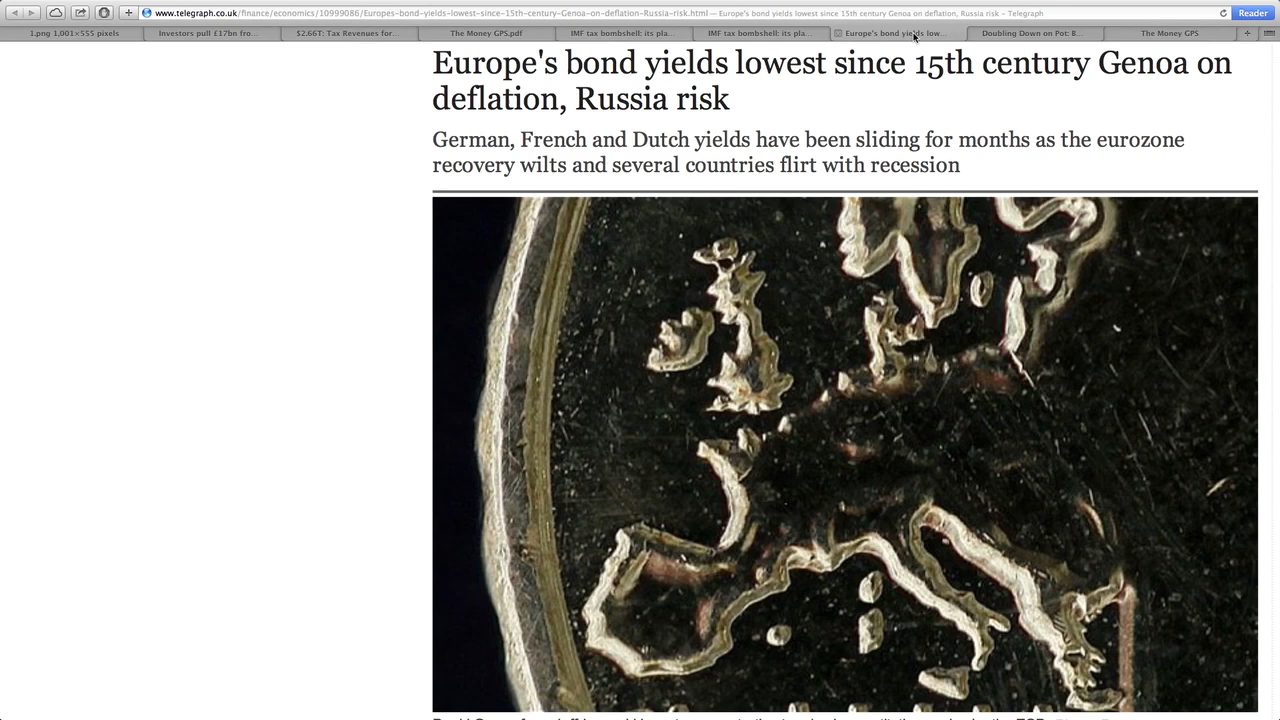 www.telegraph.co.uk/finance/economics/10999086/Europes-bond-yields-lowest-since-15th-century-Genoa-on-deflation-Russia-risk.html — Europe's bond yields lowest since 15th century Genoa on deflation, Russia risk – Telegraph
Reader
1.png 1,001×555 pixels
Investors pull £17bn fro...
$2.66T: Tax Revenues for...
The Money GPS.pdf
IMF tax bombshell: its pla...
IMF tax bombshell: its pla...
Europe's bond yields low...
Doubling Down on Pot: B...
The Money GPS
Europe's bond yields lowest since 15th century Genoa on
deflation, Russia risk
German, French and Dutch yields have been sliding for months as the eurozone
recovery wilts and several countries flirt with recession